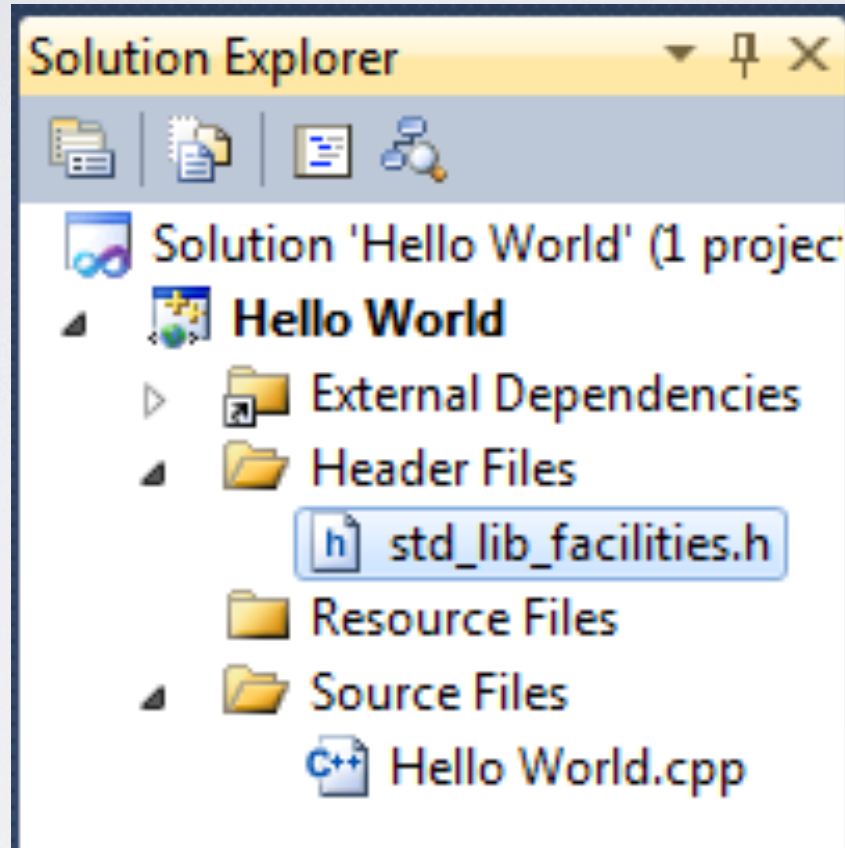 Solution Explorer
Solution 'Hello World' (1 projec
Hello World
External Dependencies
Header Files
h std_lib_facilities.h
Resource Files
Source Files
C++ Hello World.cpp